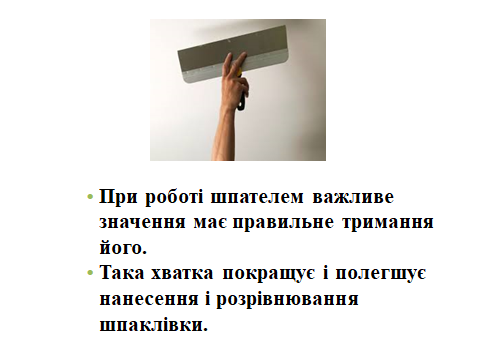 • При роботі шпателем важливе
значення має правильне тримання
його.
• Така хватка покращує і полегшує
нанесення і розрівнювання
шпаклівки.